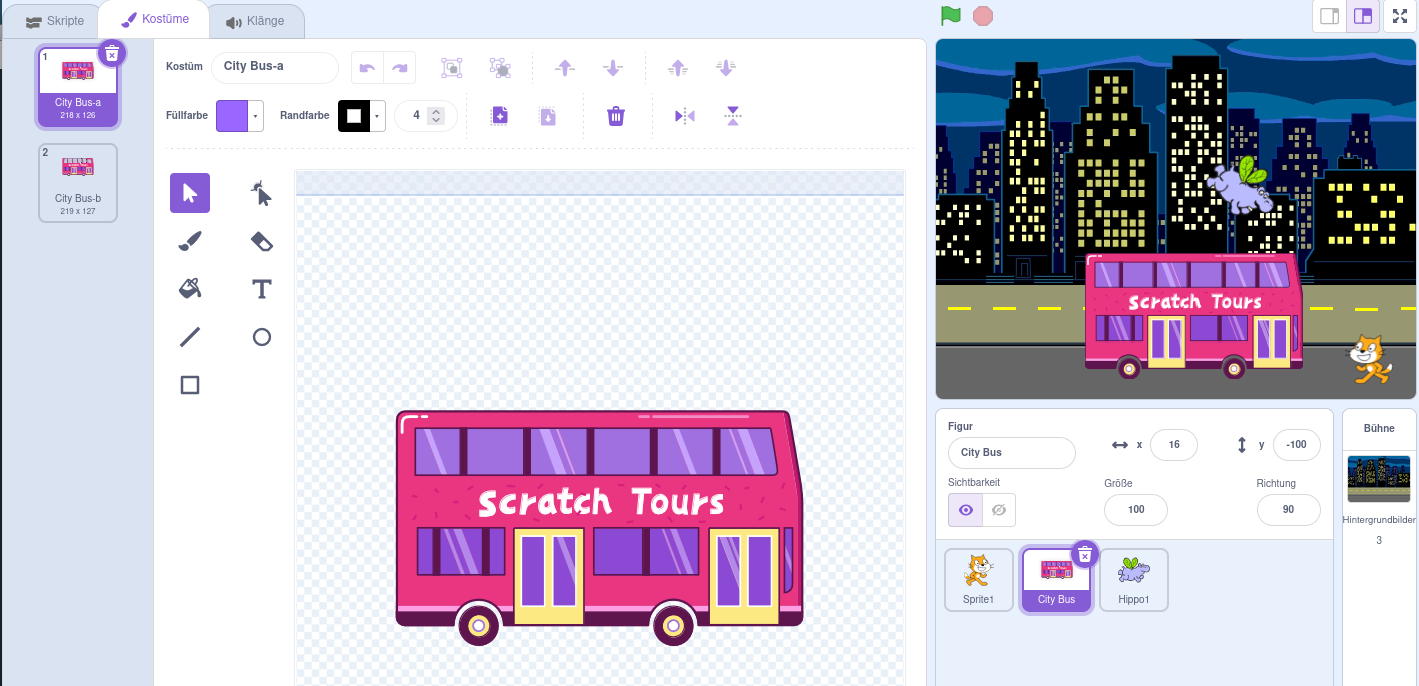 Skripte
Kostüme
Klänge
1
City Bus-a
218 x 126
2
City Bus-b
219 x 127
Kostüm
City Bus-a
Füllfarbe
Randfarbe
4
Scratch Tours
Scratch Tours
Figur
City Bus
x
16
y
-100
Sichtbarkeit
Größe
100
Richtung
90
Sprite1
City Bus
Hippo1
Bühne
Hintergrundbilder
3